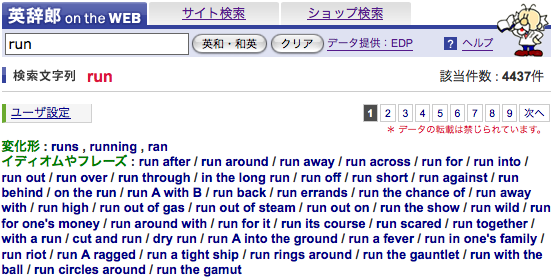 英辞郎 on the WEB サイト検索 ショップ検索
run 英和・和英 クリア データ提供：EDP ? ヘルプ
検索文字列 run 該当件数 : 4437件
ユーザ設定 1 2 3 4 5 6 7 8 9 次へ
＊ データの転載は禁じられています。
変化形 : runs , running , ran
イディオムやフレーズ : run after / run around / run away / run across / run for / run into /
run out / run over / run through / in the long run / run off / run short / run against / run
behind / on the run / run A with B / run back / run errands / run the chance of / run away
with / run high / run out of gas / run out of steam / run out on / run the show / run wild / run
for one's money / run around with / run for it / run its course / run scared / run together /
with a run / cut and run / dry run / run A into the ground / run a fever / run in one's family /
run riot / run A ragged / run a tight ship / run rings around / run the gauntlet / run with the
ball / run circles around / run the gamut